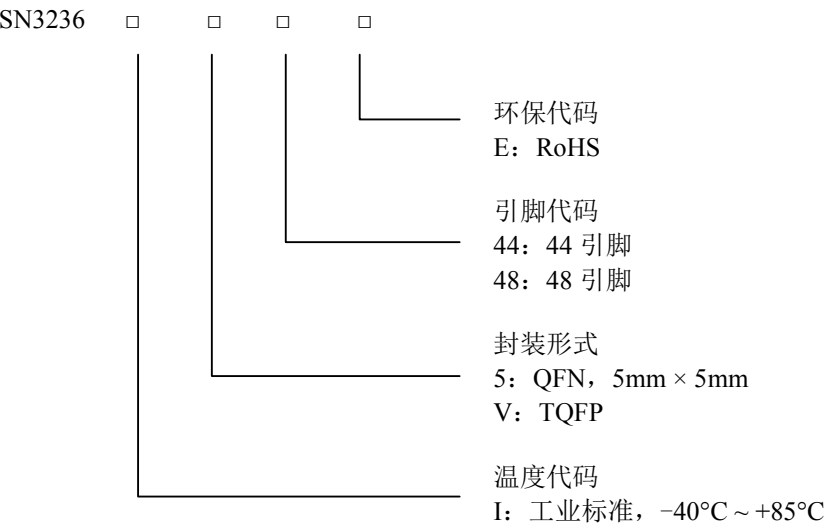 SN3236 □ □ □ □
环保代码
E：RoHS
引脚代码
44：44 引脚
48：48 引脚
封装形式
5：QFN，5mm × 5mm
V：TQFP
温度代码
I：工业标准，−40°C ~ +85°C